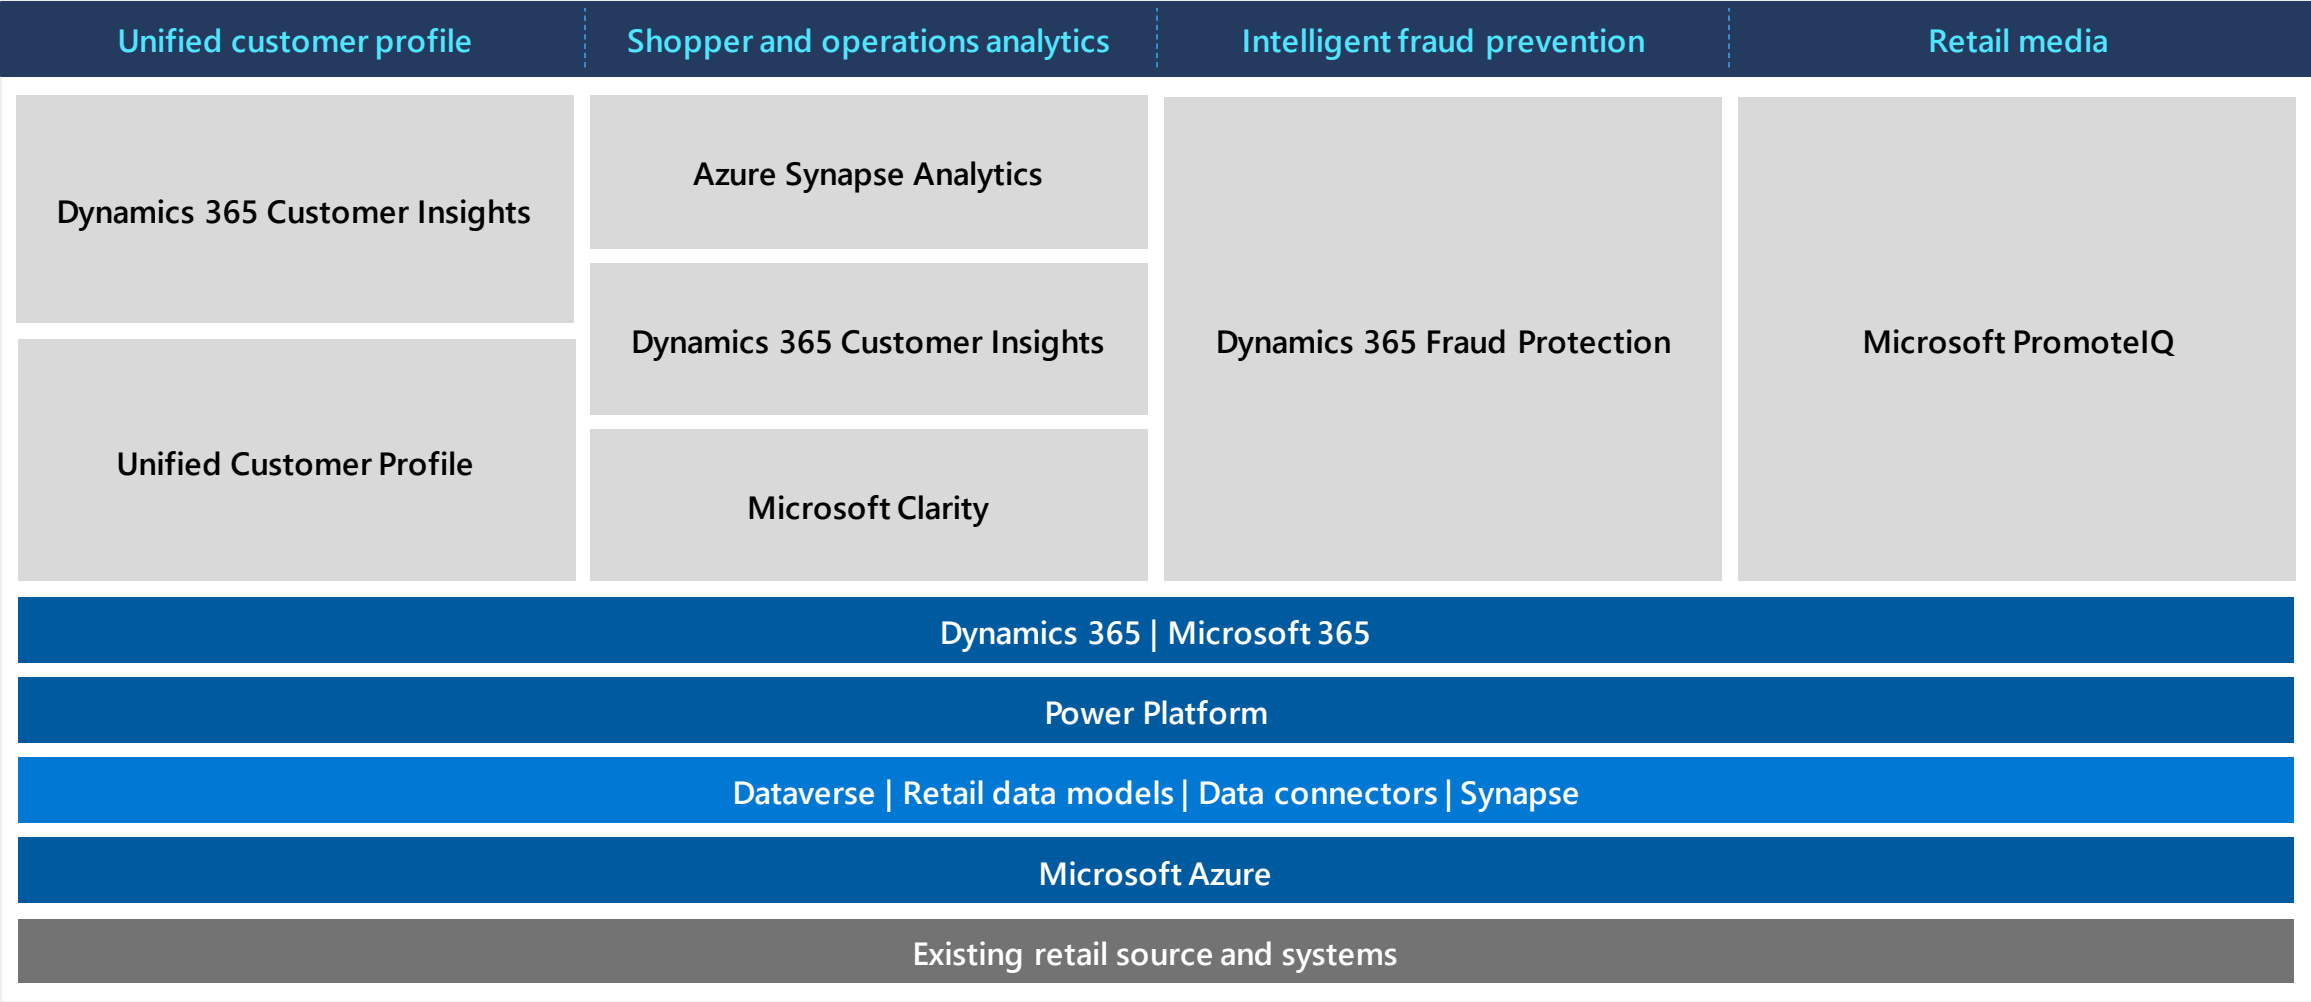 Unified customer profile
Shopper and operations analytics
Intelligent fraud prevention
Retail media
Dynamics 365 Customer Insights
Unified Customer Profile
Azure Synapse Analytics
Dynamics 365 Customer Insights
Microsoft Clarity
Dynamics 365 Fraud Protection
Microsoft PromoteIQ
Dynamics 365 | Microsoft 365
Power Platform
Dataverse | Retail data models | Data connectors | Synapse
Microsoft Azure
Existing retail source and systems